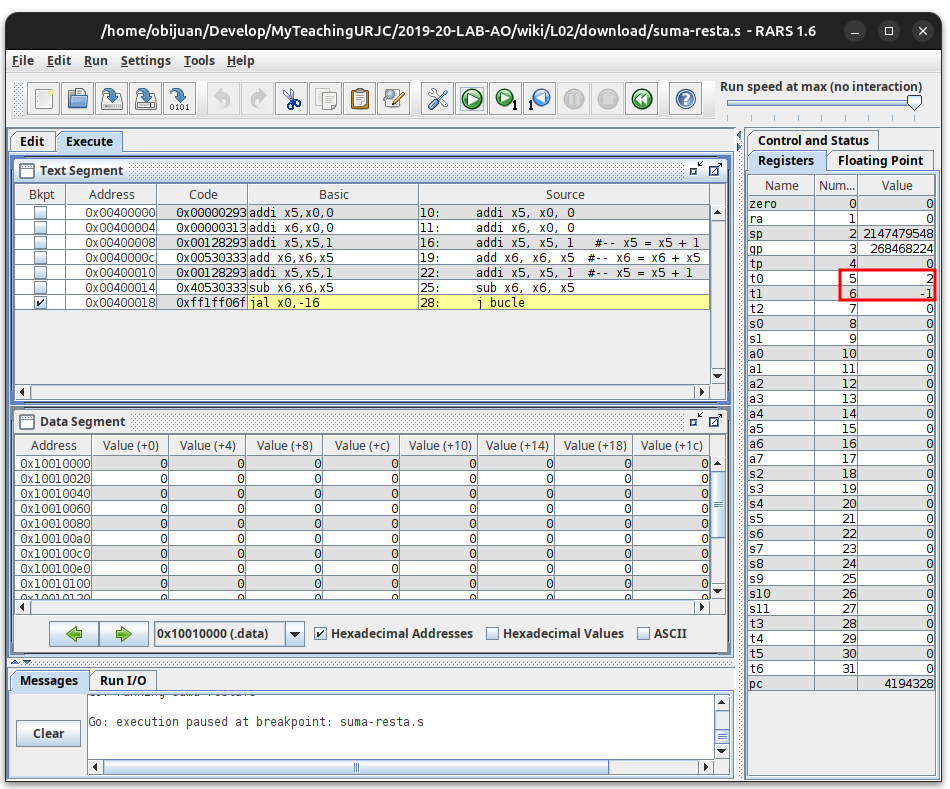 /home/obijuan/Develop/MyTeachingURJC/2019-20-LAB-AO/wiki/L02/download/suma-resta.s - RARS 1.6
File Edit Run Settings Tools Help
Run speed at max (no interaction)
Edit Execute
Text Segment
Bkpt Address Code Basic Source
0x00400000 0x00000293 addi x5,x0,0 10: addi x5, x0, 0
0x00400004 0x00000313 addi x6,x0,0 11: addi x6, x0, 0
0x00400008 0x00128293 addi x5,x5,1 16: addi x5, x5, 1 #-- x5 = x5 + 1
0x0040000c 0x00530333 add x6,x6,x5 19: add x6, x6, x5 #-- x6 = x6 + x5
0x00400010 0x00128293 addi x5,x5,1 22: addi x5, x5, 1 #-- x5 = x5 + 1
0x00400014 0x40530333 sub x6,x6,x5 25: sub x6, x6, x5
0x00400018 0xff1ff06f jal x0,-16 28: j bucle
Data Segment
Address Value (+0) Value (+4) Value (+8) Value (+c) Value (+10) Value (+14) Value (+18) Value (+1c)
0x10010000 0 0 0 0 0 0 0 0
0x10010020 0 0 0 0 0 0 0 0
0x10010040 0 0 0 0 0 0 0 0
0x10010060 0 0 0 0 0 0 0 0
0x10010080 0 0 0 0 0 0 0 0
0x100100a0 0 0 0 0 0 0 0 0
0x100100c0 0 0 0 0 0 0 0 0
0x100100e0 0 0 0 0 0 0 0 0
0x10010100 0 0 0 0 0 0 0 0
0x10010120 0 0 0 0 0 0 0 0
0x10010000 (.data) Hexadecimal Addresses Hexadecimal Values ASCII
Messages Run I/O
Clear
Go: execution paused at breakpoint: suma-resta.s
Control and Status
Registers Floating Point
Name Num... Value
zero 0 0
ra 1 0
sp 2 2147479548
gp 3 268468224
tp 4 0
t0 5 2
t1 6 -1
t2 7 0
s0 8 0
s1 9 0
a0 10 0
a1 11 0
a2 12 0
a3 13 0
a4 14 0
a5 15 0
a6 16 0
a7 17 0
s2 18 0
s3 19 0
s4 20 0
s5 21 0
s6 22 0
s7 23 0
s8 24 0
s9 25 0
s10 26 0
s11 27 0
t3 28 0
t4 29 0
t5 30 0
t6 31 0
pc 4194328